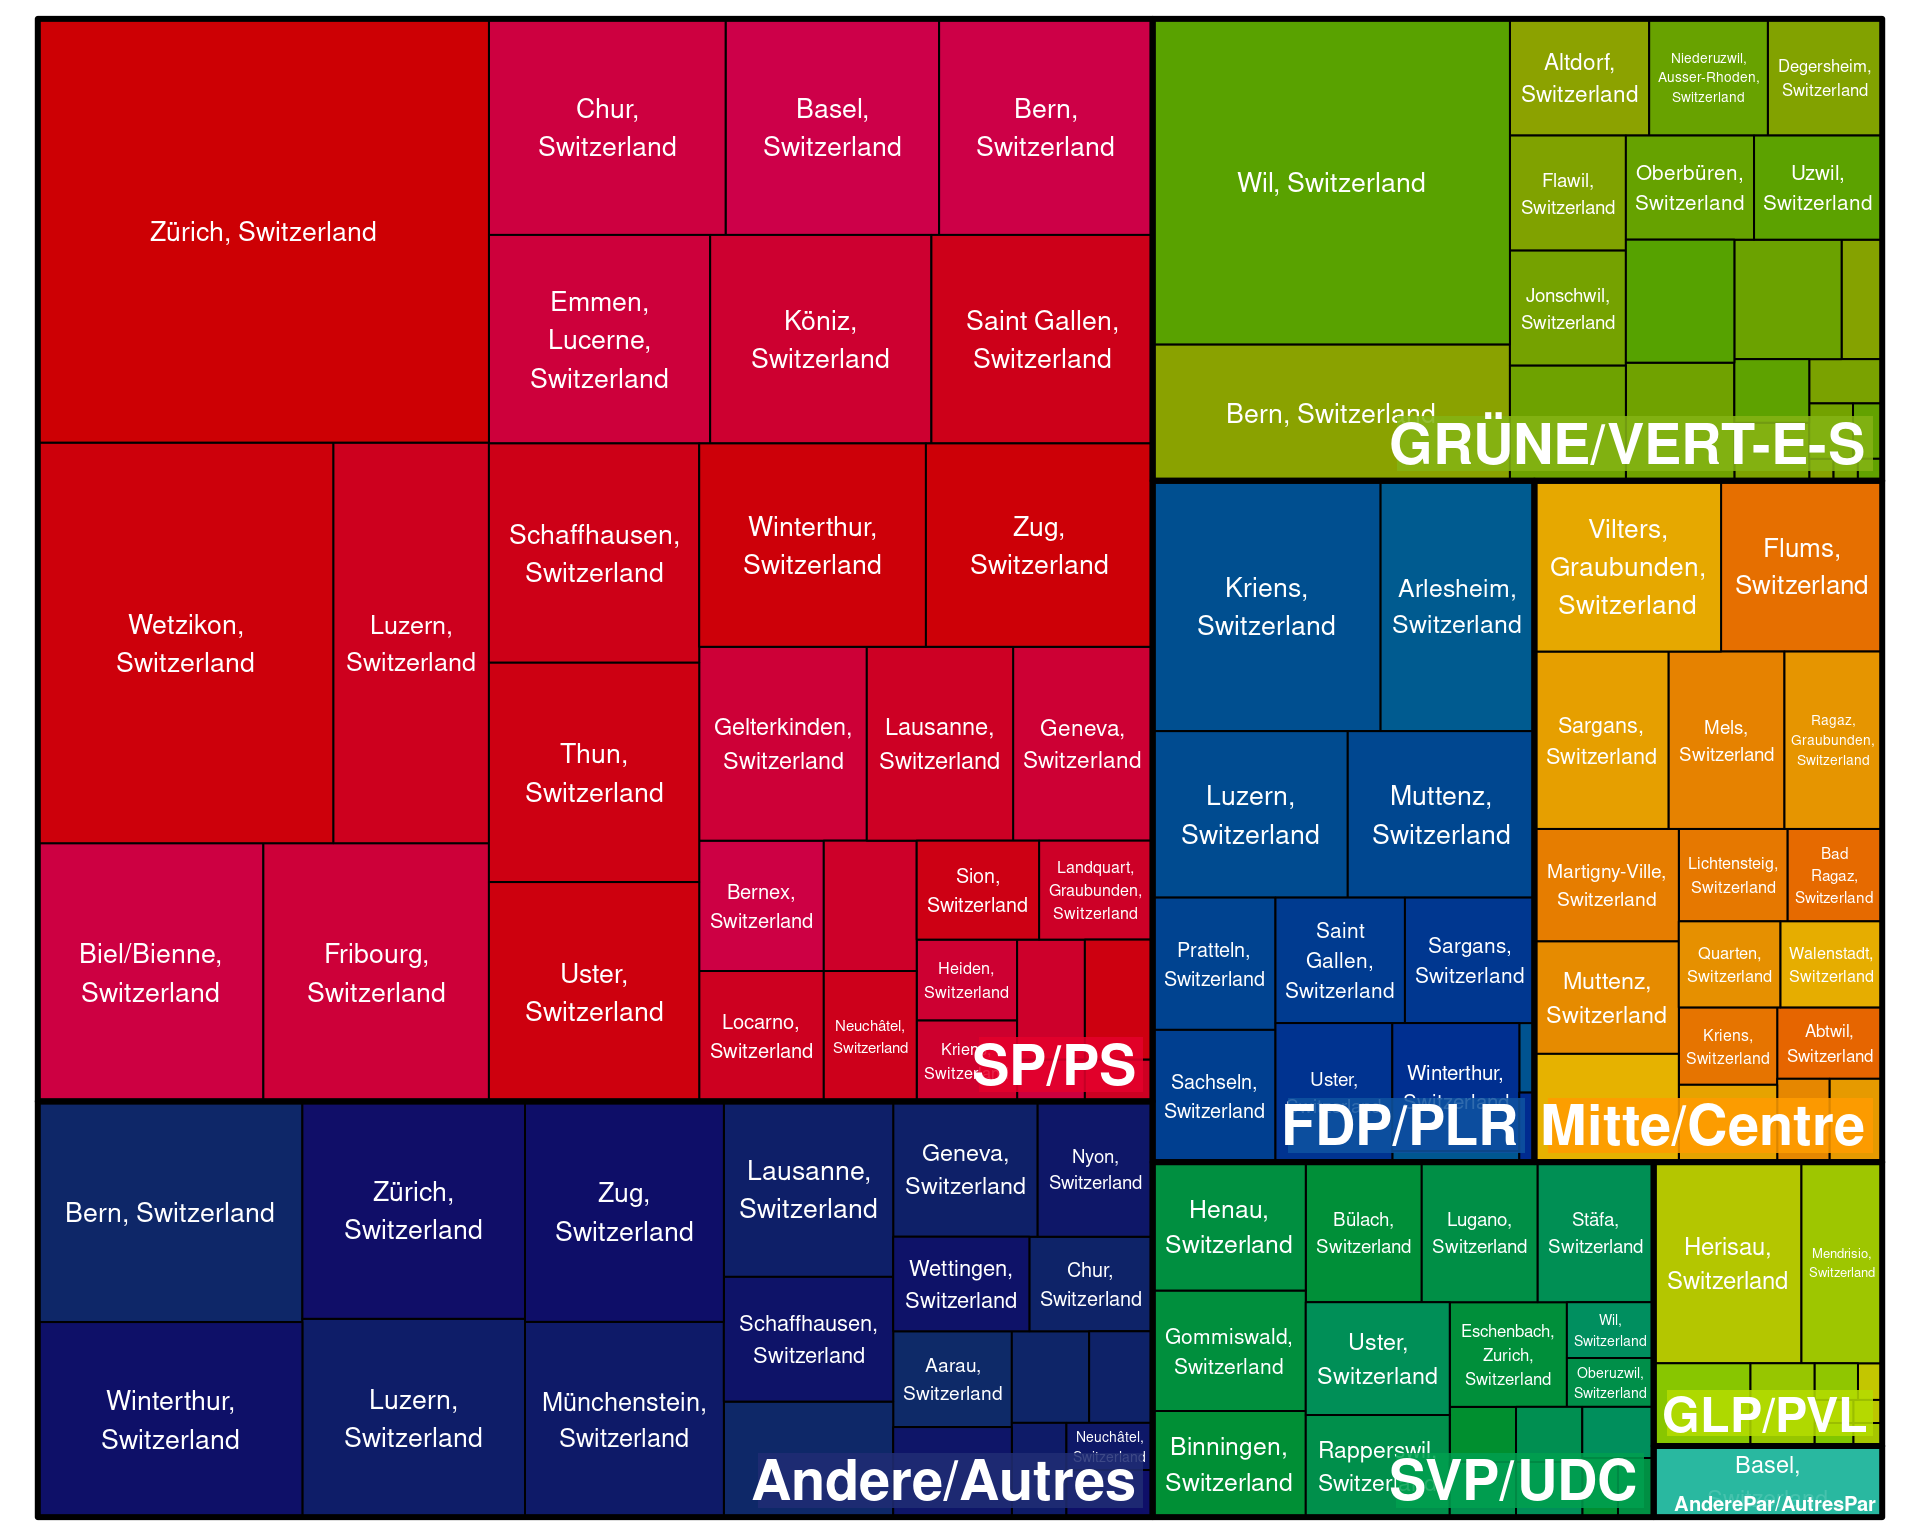 Zürich, Switzerland
Chur,
Switzerland
Basel,
Switzerland
Bern,
Switzerland
Emmen,
Lucerne,
Switzerland
Köniz,
Switzerland
Saint Gallen,
Switzerland
Wetzikon,
Switzerland
Luzern,
Switzerland
Schaffhausen,
Switzerland
Winterthur,
Switzerland
Zug,
Switzerland
Thun,
Switzerland
Gelterkinden,
Switzerland
Lausanne,
Switzerland
Geneva,
Switzerland
Biel/Bienne,
Switzerland
Fribourg,
Switzerland
Uster,
Switzerland
Bernex,
Switzerland
Sion,
Switzerland
Landquart,
Graubunden,
Switzerland
Locarno,
Switzerland
Neuchâtel,
Switzerland
Heiden,
Switzerland
Kriens,
Switzerland
SP/PS
Wil, Switzerland
Bern, Switzerland
Altdorf,
Switzerland
Niederuzwil,
Ausser-Rhoden,
Switzerland
Degersheim,
Switzerland
Flawil,
Switzerland
Oberbüren,
Switzerland
Uzwil,
Switzerland
Jonschwil,
Switzerland
GRÜNE/VERT-E-S
Kriens,
Switzerland
Arlesheim,
Switzerland
Luzern,
Switzerland
Muttenz,
Switzerland
Pratteln,
Switzerland
Saint
Gallen,
Switzerland
Sargans,
Switzerland
Sachseln,
Switzerland
Uster,
Switzerland
Winterthur,
Switzerland
FDP/PLR
Vilters,
Graubunden,
Switzerland
Flums,
Switzerland
Sargans,
Switzerland
Mels,
Switzerland
Ragaz,
Graubunden,
Switzerland
Martigny-Ville,
Switzerland
Lichtensteig,
Switzerland
Bad
Ragaz,
Switzerland
Muttenz,
Switzerland
Quarten,
Switzerland
Walenstadt,
Switzerland
Kriens,
Switzerland
Abtwil,
Switzerland
Mitte/Centre
Bern, Switzerland
Zürich,
Switzerland
Zug,
Switzerland
Lausanne,
Switzerland
Geneva,
Switzerland
Nyon,
Switzerland
Winterthur,
Switzerland
Luzern,
Switzerland
Münchenstein,
Switzerland
Schaffhausen,
Switzerland
Wettingen,
Switzerland
Chur,
Switzerland
Aarau,
Switzerland
Neuchâtel,
Switzerland
Andere/Autres
Henau,
Switzerland
Bülach,
Switzerland
Lugano,
Switzerland
Stäfa,
Switzerland
Gommiswald,
Switzerland
Uster,
Switzerland
Eschenbach,
Zurich,
Switzerland
Wil,
Switzerland
Oberuzwil,
Switzerland
Binningen,
Switzerland
Rapperswil,
Switzerland
SVP/UDC
Herisau,
Switzerland
Mendrisio,
Switzerland
GLP/PVL
Basel,
Switzerland
AnderePar/AutresPar